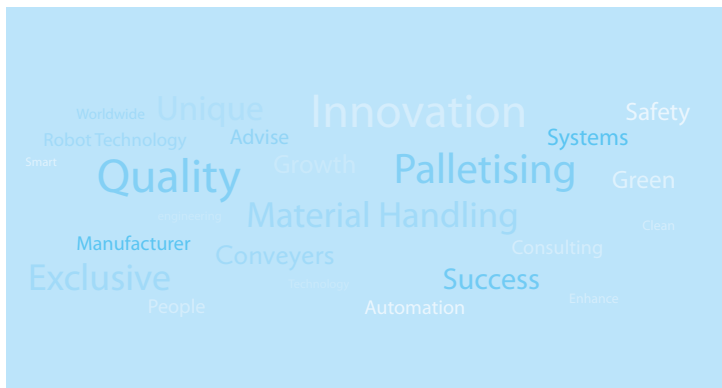 Innovation
Unique
Worldwide
Safety
Robot Technology
Advise
Systems
Smart
Quality
Growth
Palletising
Green
Material Handling
Clean
Manufacturer
Conveyers
Consulting
Exclusive
Success
Technology
People
Automation
Enhance